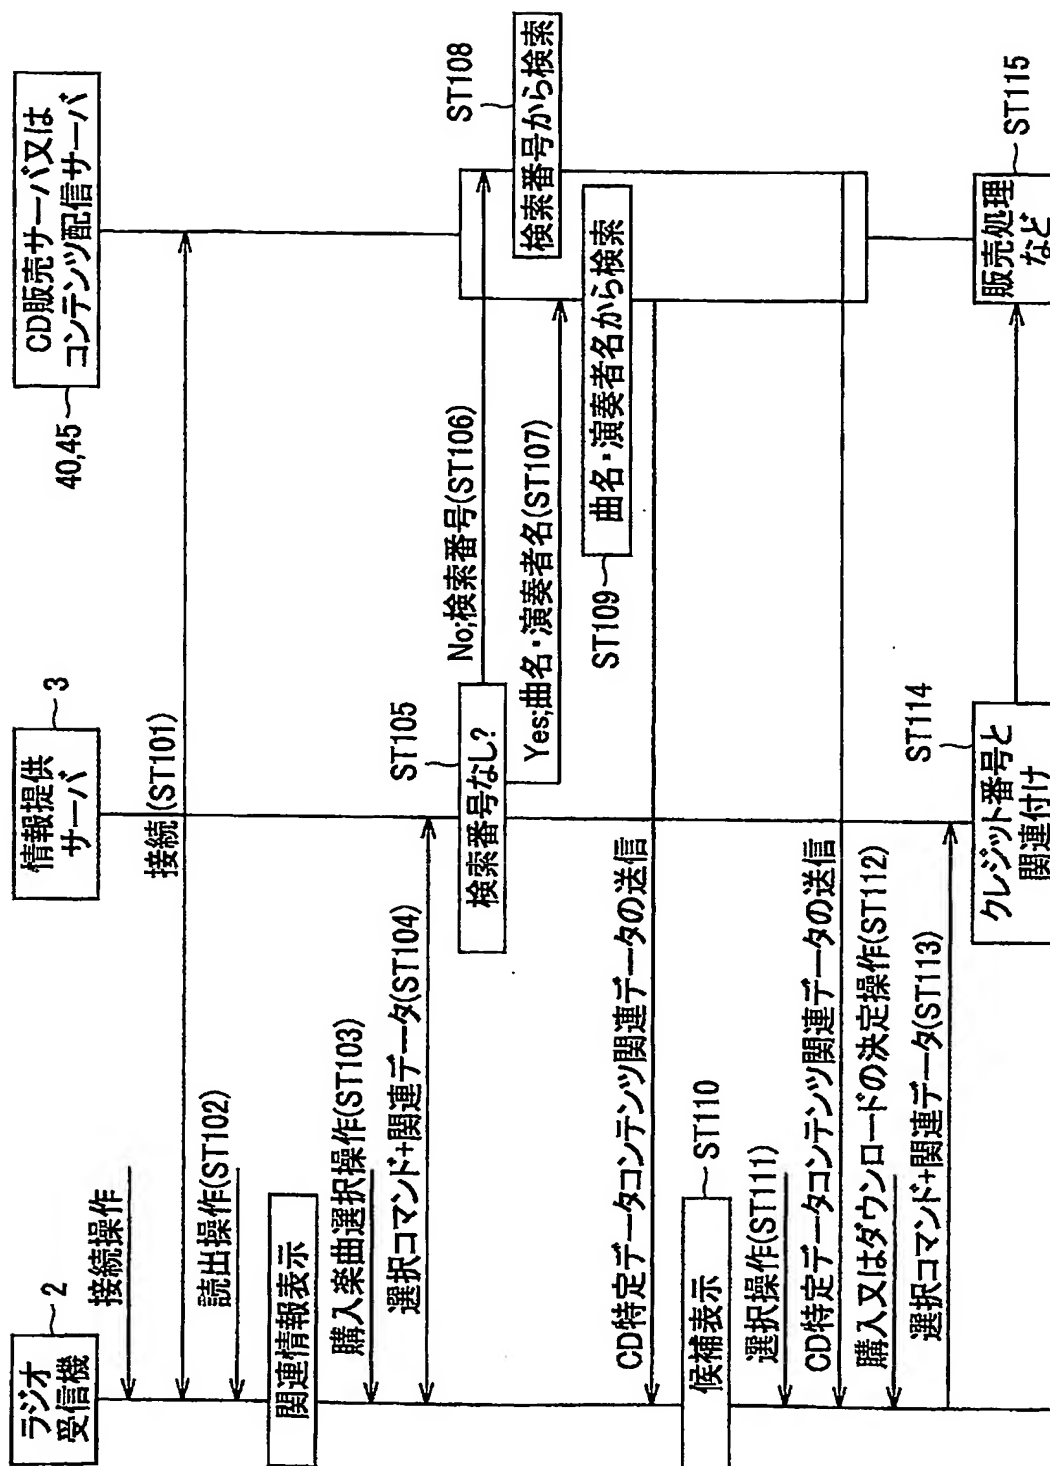 ラジオ
受信機
2
情報提供
サーバ
3
CD販売サーバ又は
コンテンツ配信サーバ
40,45
接続操作
接続(ST101)
読出操作(ST102)
関連情報表示
購入楽曲選択操作(ST103)
選択コマンド+関連データ(ST104)
検索番号なし?
ST105
No;検索番号(ST106)
Yes;曲名・演奏者名(ST107)
検索番号から検索
ST108
曲名・演奏者名から検索
ST109
CD特定データコンテンツ関連データの送信
候補表示
ST110
選択操作(ST111)
CD特定データコンテンツ関連データの送信
購入又はダウンロードの決定操作(ST112)
選択コマンド+関連データ(ST113)
クレジット番号と
関連付け
ST114
販売処理
など
ST115